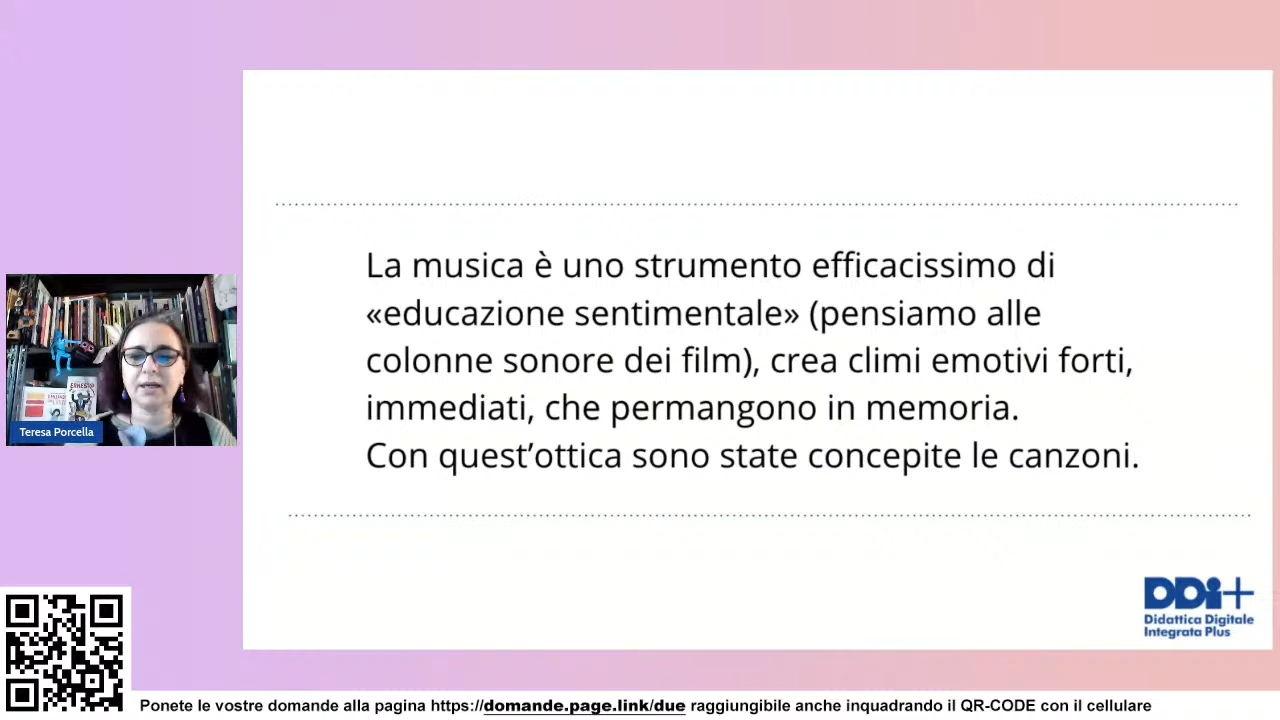 La musica è uno strumento efficacissimo di
«educazione sentimentale» (pensiamo alle
colonne sonore dei film), crea climi emotivi forti,
immediati, che permangono in memoria.
Con quest’ottica sono state concepite le canzoni.
ERNESTO
Teresa Porcella
DDi+
Didattica Digitale
Integrata Plus
Ponete le vostre domande alla pagina https://domande.page.link/due raggiungibile anche inquadrando il QR-CODE con il cellulare